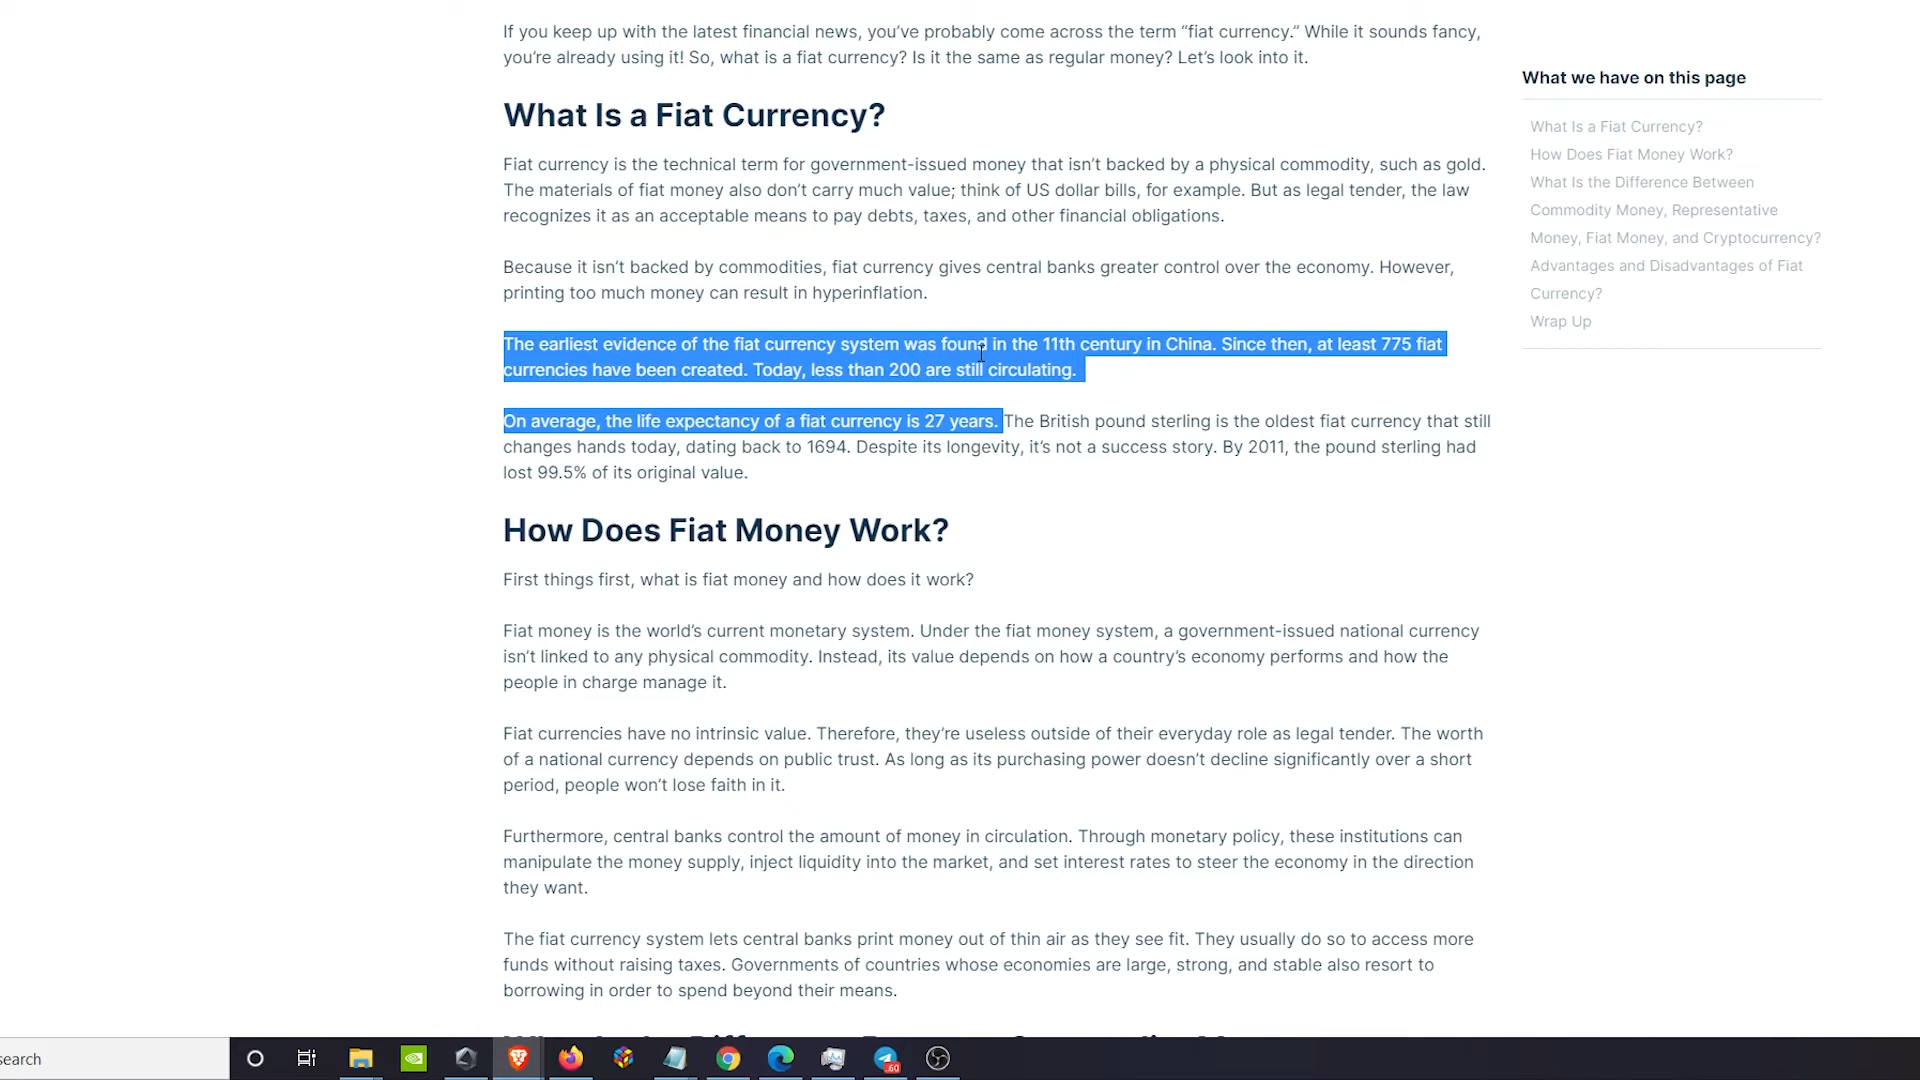 If you keep up with the latest financial news, you’ve probably come across the term “fiat currency.” While it sounds fancy,
you’re already using it! So, what is a fiat currency? Is it the same as regular money? Let’s look into it.
What Is a Fiat Currency?
Fiat currency is the technical term for government-issued money that isn’t backed by a physical commodity, such as gold.
The materials of fiat money also don’t carry much value; think of US dollar bills, for example. But as legal tender, the law
recognizes it as an acceptable means to pay debts, taxes, and other financial obligations.
Because it isn’t backed by commodities, fiat currency gives central banks greater control over the economy. However,
printing too much money can result in hyperinflation.
The earliest evidence of the fiat currency system was found in the 11th century in China. Since then, at least 775 fiat
currencies have been created. Today, less than 200 are still circulating.
On average, the life expectancy of a fiat currency is 27 years. The British pound sterling is the oldest fiat currency that still
changes hands today, dating back to 1694. Despite its longevity, it’s not a success story. By 2011, the pound sterling had
lost 99.5% of its original value.
How Does Fiat Money Work?
First things first, what is fiat money and how does it work?
Fiat money is the world’s current monetary system. Under the fiat money system, a government-issued national currency
isn’t linked to any physical commodity. Instead, its value depends on how a country’s economy performs and how the
people in charge manage it.
Fiat currencies have no intrinsic value. Therefore, they’re useless outside of their everyday role as legal tender. The worth
of a national currency depends on public trust. As long as its purchasing power doesn’t decline significantly over a short
period, people won’t lose faith in it.
Furthermore, central banks control the amount of money in circulation. Through monetary policy, these institutions can
manipulate the money supply, inject liquidity into the market, and set interest rates to steer the economy in the direction
they want.
The fiat currency system lets central banks print money out of thin air as they see fit. They usually do so to access more
funds without raising taxes. Governments of countries whose economies are large, strong, and stable also resort to
borrowing in order to spend beyond their means.
What we have on this page
What Is a Fiat Currency?
How Does Fiat Money Work?
What Is the Difference Between
Commodity Money, Representative
Money, Fiat Money, and Cryptocurrency?
Advantages and Disadvantages of Fiat
Currency?
Wrap Up
search
60